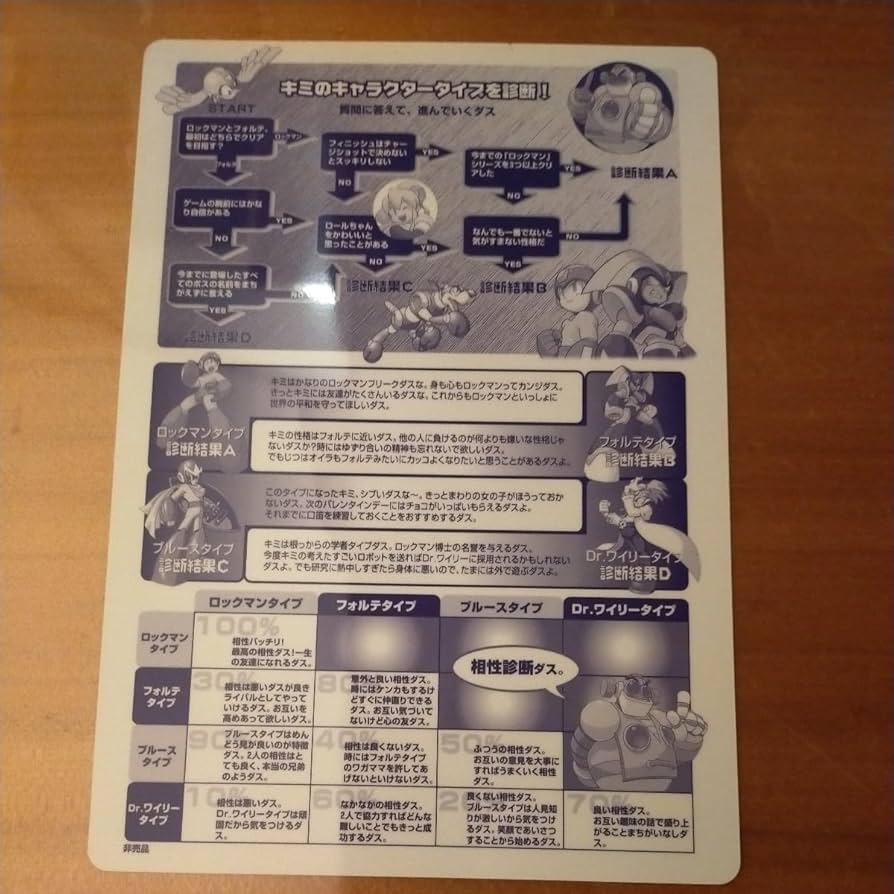 キミのキャラクタータイプを診断！
START
質問に答えて、進んでいくダス
ロックマンとフォルテ、
最初はどちらでクリア
を目指す？
ロックマン
フォルテ
フィニッシュはチャー
ジショットで決めない
とスッキリしない
YES
NO
今までの「ロックマン」
シリーズを3つ以上クリ
アした
YES
NO
診断結果A
ゲームの腕前にはかな
り自信がある
YES
NO
ロールちゃん
をかわいいと
思ったことがある
YES
NO
なんでも一番でないと
気がすまない性格だ
NO
YES
今までに登場したすべ
てのボスの名前をまち
がえずに言える
NO
YES
診断結果C
診断結果B
診断結果D
キミはかなりのロックマンフリークダスな。身も心もロックマンってカンジダス。
きっとキミには友達がたくさんいるダスな。これからもロックマンといっしょに
世界の平和を守ってほしいダス。
ロックマンタイプ
診断結果A
キミの性格はフォルテに近いダス。他の人に負けるのが何よりも嫌いな性格じゃ
ないダスか？時にはゆずり合いの精神も忘れないで欲しいダス。
でもじつはオイラもフォルテみたいにカッコよくなりたいと思うことがあるダスよ。
フォルテタイプ
診断結果B
このタイプになったキミ、シブいダスな〜。きっとまわりの女の子がほうっておか
ないダス。次のバレンタインデーにはチョコがいっぱいもらえるダスよ。
それまでに口笛を練習しておくことをおすすめするダス。
ブルースタイプ
診断結果C
キミは根っからの学者タイプダス。ロックマン博士の名誉を与えるダス。
今度キミの考えたすごいロボットを送ればDr.ワイリーに採用されるかもしれない
ダスよ。でも研究に熱中しすぎたら身体に悪いので、たまには外で遊ぶダスよ。
Dr.ワイリータイプ
診断結果D
ロックマンタイプ
フォルテタイプ
ブルースタイプ
Dr.ワイリータイプ
ロックマン
タイプ
100%
相性バッチリ！
最高の相性ダス！一生
の友達になれるダス。
相性診断ダス。
フォルテ
タイプ
30%
相性は悪いダスが良き
ライバルとしてやって
いけるダス。お互いを
高めあって欲しいダス。
意外と良い相性ダス。
時にはケンカもするけ
どすぐに仲直りできる
ダス。お互い気づいて
ないけど心の友ダス。
ブルース
タイプ
ブルースタイプはめん
どう見が良いのが特徴
ダス。2人の相性はと
ても良く、本当の兄弟
のようダス。
40%
相性は良くないダス。
時にはフォルテタイプ
のワガママを許してあ
げないといけないダス。
50%
ふつうの相性ダス。
お互いの意見を大事に
すればうまくいく相性
ダス。
Dr.ワイリー
タイプ
10%
相性は悪いダス。
Dr.ワイリータイプは頑
固だから気をつけるダ
ス。
60%
なかなかの相性ダス。
2人で協力すればどんな
難しいことでもきっと成
功するダス。
良くない相性ダス。
ブルースタイプは人見知
りが激しいから気をつけ
るダス。笑顔であいさつ
することから始めるダス。
良い相性ダス。
お互い趣味の話で盛り上
がることまちがいなしダ
ス。
非売品